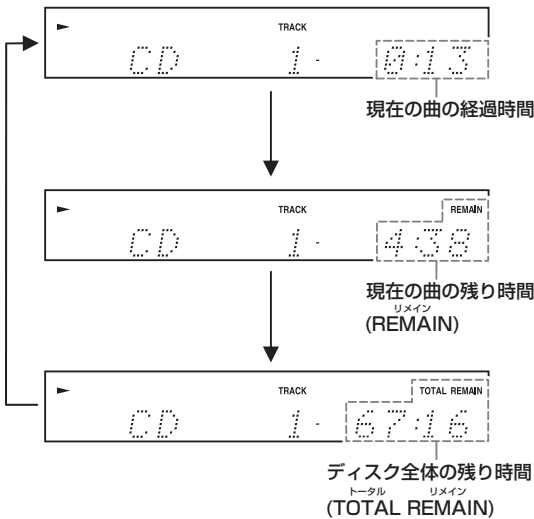 TRACK
CD 1- 0:13
現在の曲の経過時間
TRACK REMAIN
CD 1- 4:38
現在の曲の残り時間
リメイン
(REMAIN)
TRACK TOTAL REMAIN
CD 1- 67:16
ディスク全体の残り時間
トータル リメイン
(TOTAL REMAIN)